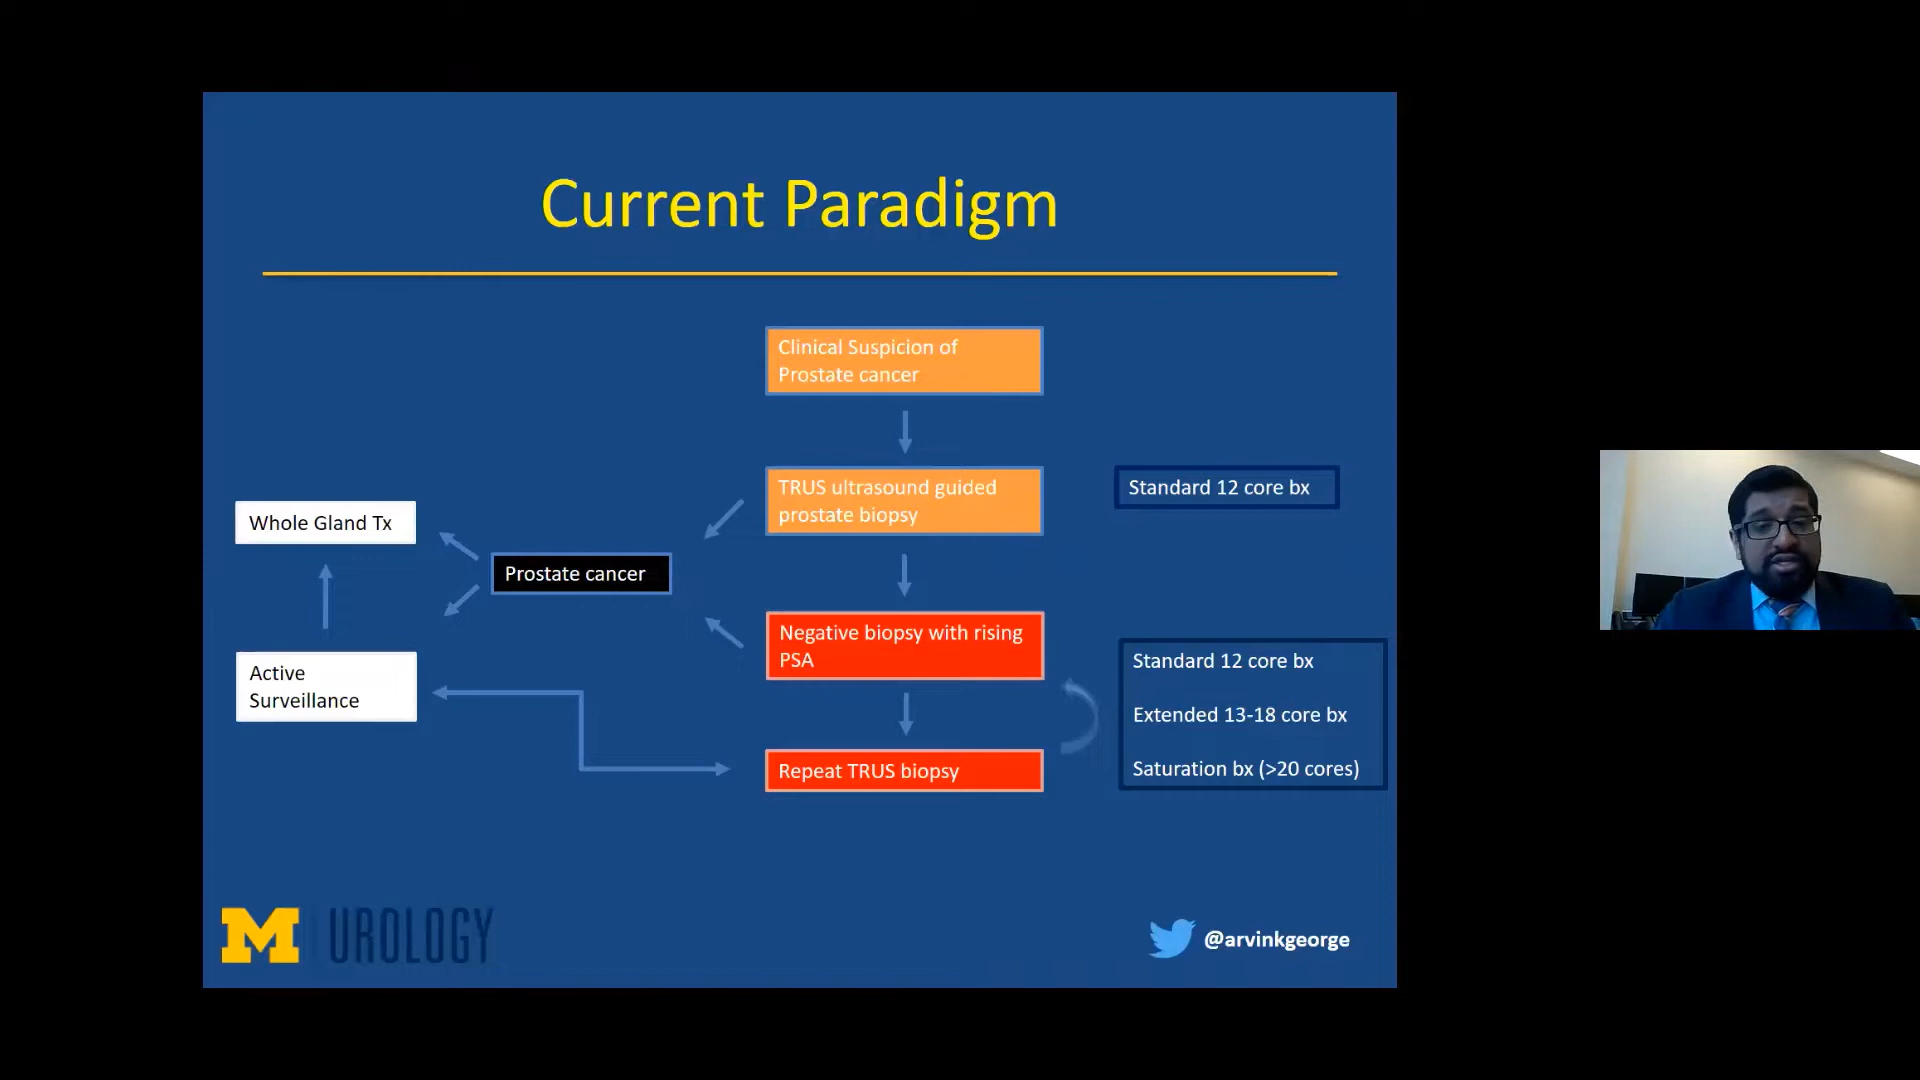 Current Paradigm
Clinical Suspicion of
Prostate cancer
TRUS ultrasound guided
prostate biopsy
Standard 12 core bx
Whole Gland Tx
Prostate cancer
Negative biopsy with rising
PSA
Active
Surveillance
Standard 12 core bx
Extended 13-18 core bx
Saturation bx (>20 cores)
Repeat TRUS biopsy
M UROLOGY
@arvinkgeorge